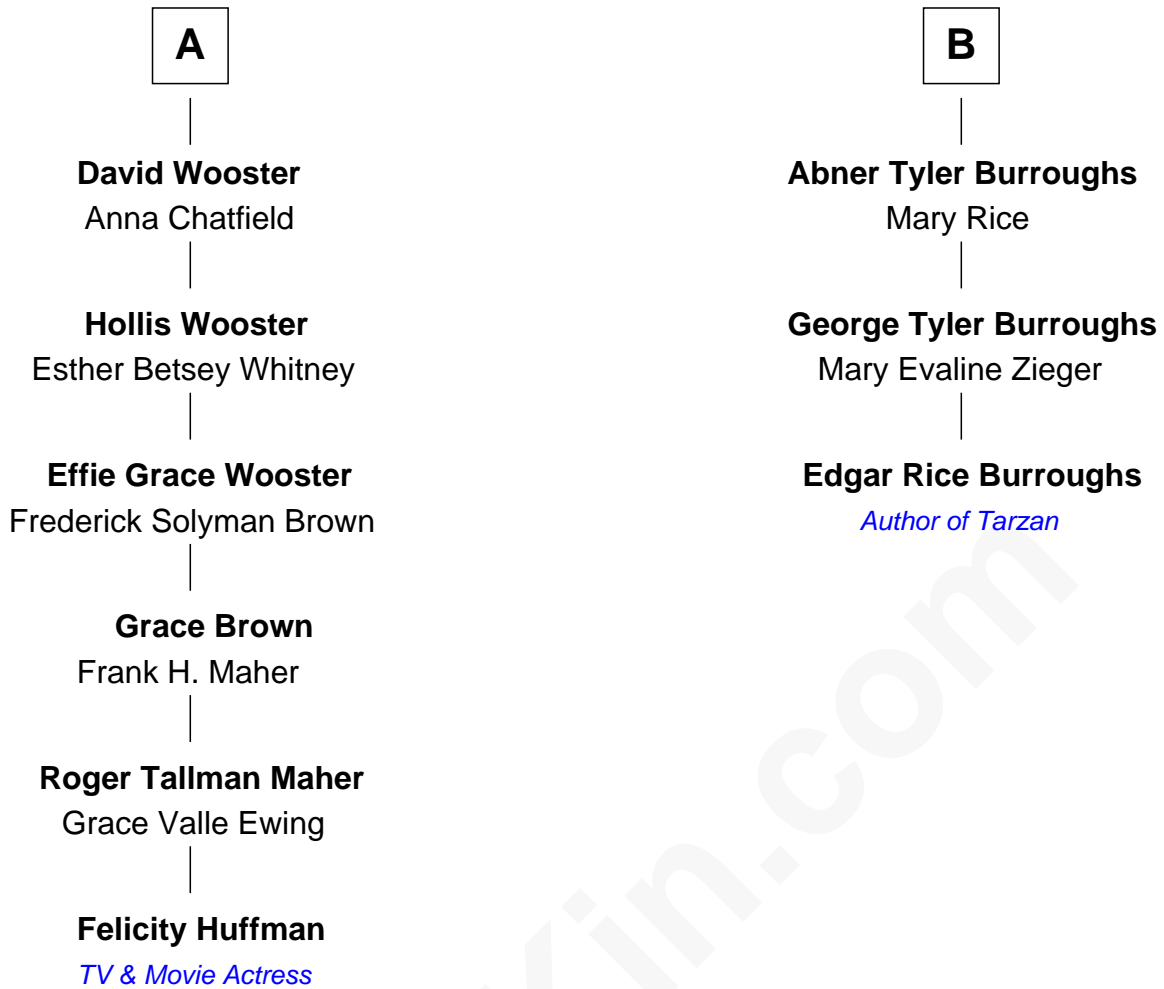 A
David Wooster
Anna Chatfield
Hollis Wooster
Esther Betsey Whitney
Effie Grace Wooster
Frederick Solyman Brown
Grace Brown
Frank H. Maher
Roger Tallman Maher
Grace Valle Ewing
Felicity Huffman
TV & Movie Actress
B
Abner Tyler Burroughs
Mary Rice
George Tyler Burroughs
Mary Evaline Zieger
Edgar Rice Burroughs
Author of Tarzan
Kin.com